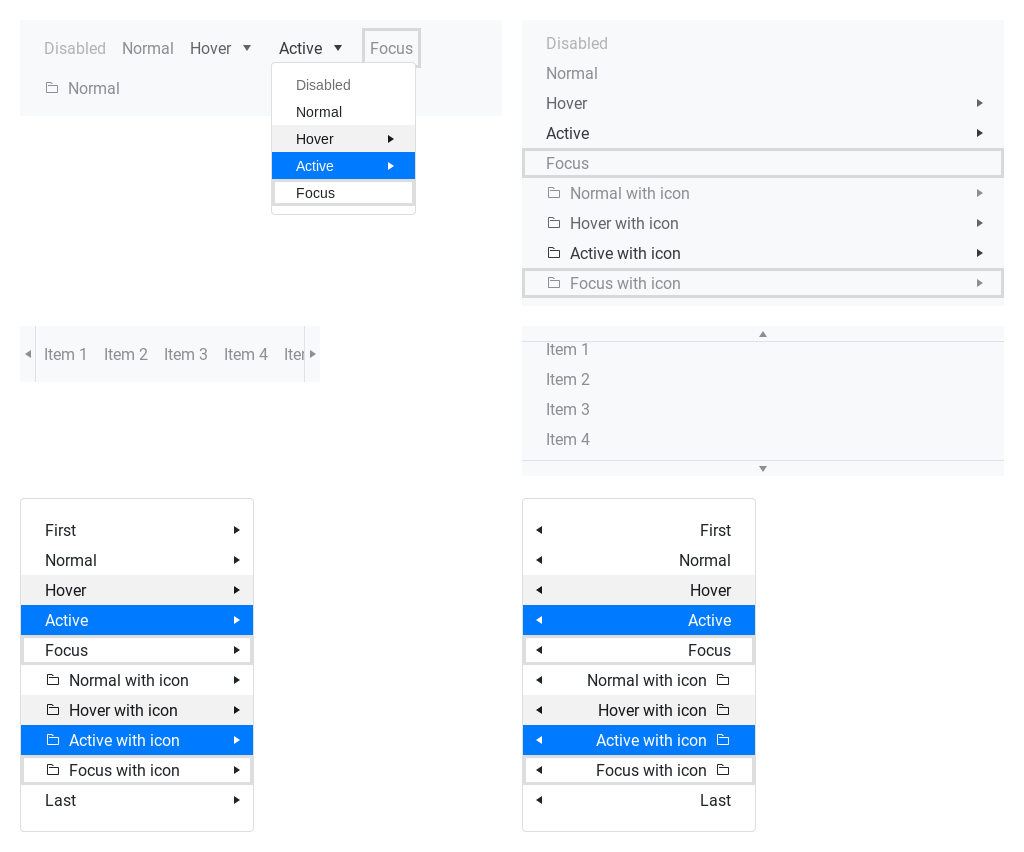 Disabled Normal Hover Active Focus
Normal
Disabled
Normal
Hover
Active
Focus
Disabled
Normal
Hover
Active
Focus
Normal with icon
Hover with icon
Active with icon
Focus with icon
Item 1 Item 2 Item 3 Item 4 Iter
Item 1
Item 2
Item 3
Item 4
First
Normal
Hover
Active
Focus
Normal with icon
Hover with icon
Active with icon
Focus with icon
Last
First
Normal
Hover
Active
Focus
Normal with icon
Hover with icon
Active with icon
Focus with icon
Last